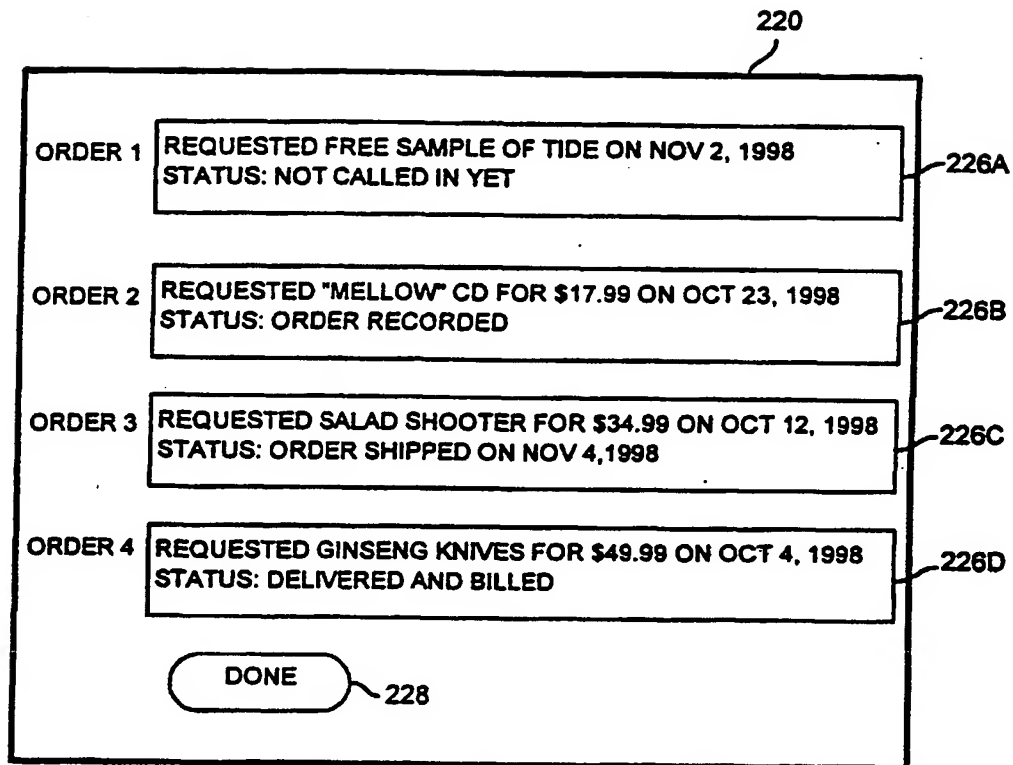 220
ORDER 1 REQUESTED FREE SAMPLE OF TIDE ON NOV 2, 1998
STATUS: NOT CALLED IN YET
226A
ORDER 2 REQUESTED "MELLOW" CD FOR $17.99 ON OCT 23, 1998
STATUS: ORDER RECORDED
226B
ORDER 3 REQUESTED SALAD SHOOTER FOR $34.99 ON OCT 12, 1998
STATUS: ORDER SHIPPED ON NOV 4,1998
226C
ORDER 4 REQUESTED GINSENG KNIVES FOR $49.99 ON OCT 4, 1998
STATUS: DELIVERED AND BILLED
226D
DONE
228